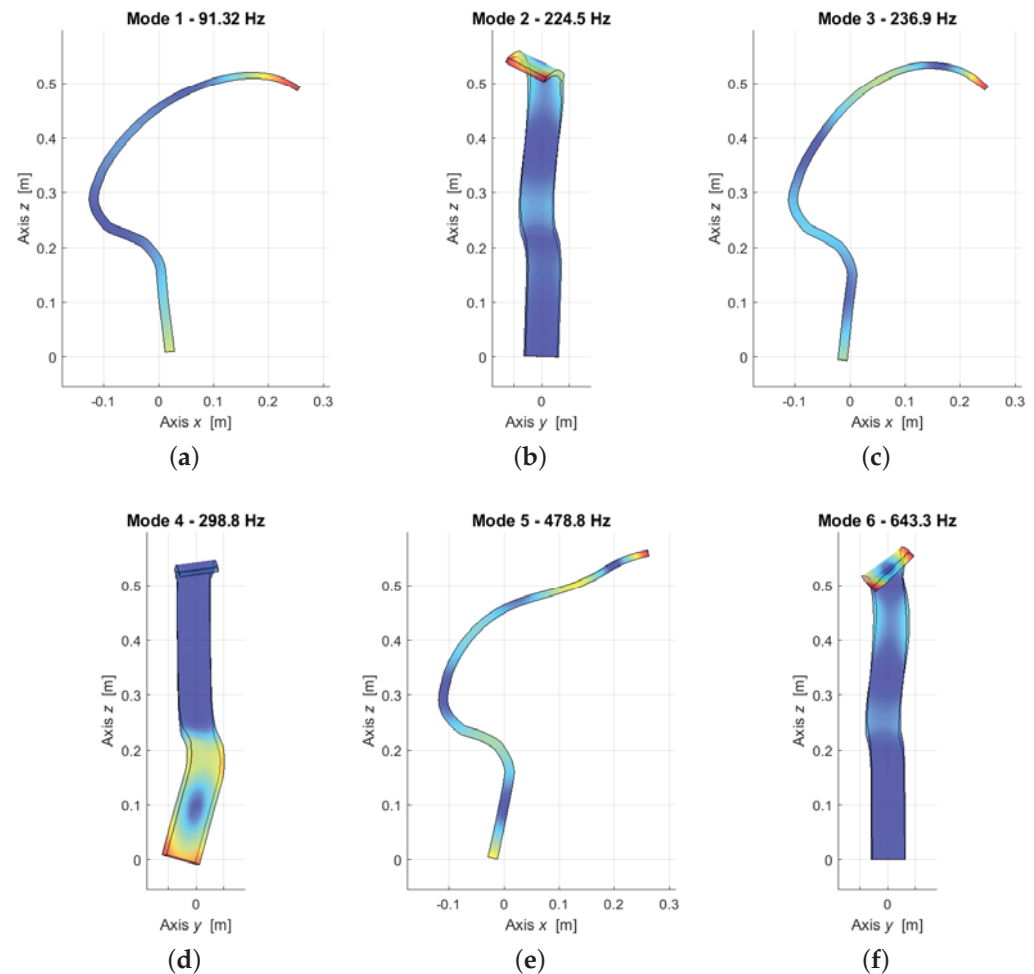 Mode 1 - 91.32 Hz
0.5
0.4
0.3
0.2
0.1
0
Axis z [m]
-0.1 0 0.1 0.2 0.3
Axis x [m]
(a)
Mode 2 - 224.5 Hz
0.5
0.4
0.3
0.2
0.1
0
Axis z [m]
0
Axis y [m]
(b)
Mode 3 - 236.9 Hz
0.5
0.4
0.3
0.2
0.1
0
Axis z [m]
-0.1 0 0.1 0.2 0.3
Axis x [m]
(c)
Mode 4 - 298.8 Hz
0.5
0.4
0.3
0.2
0.1
0
Axis z [m]
0
Axis y [m]
(d)
Mode 5 - 478.8 Hz
0.5
0.4
0.3
0.2
0.1
0
Axis z [m]
-0.1 0 0.1 0.2 0.3
Axis x [m]
(e)
Mode 6 - 643.3 Hz
0.5
0.4
0.3
0.2
0.1
0
Axis z [m]
0
Axis y [m]
(f)